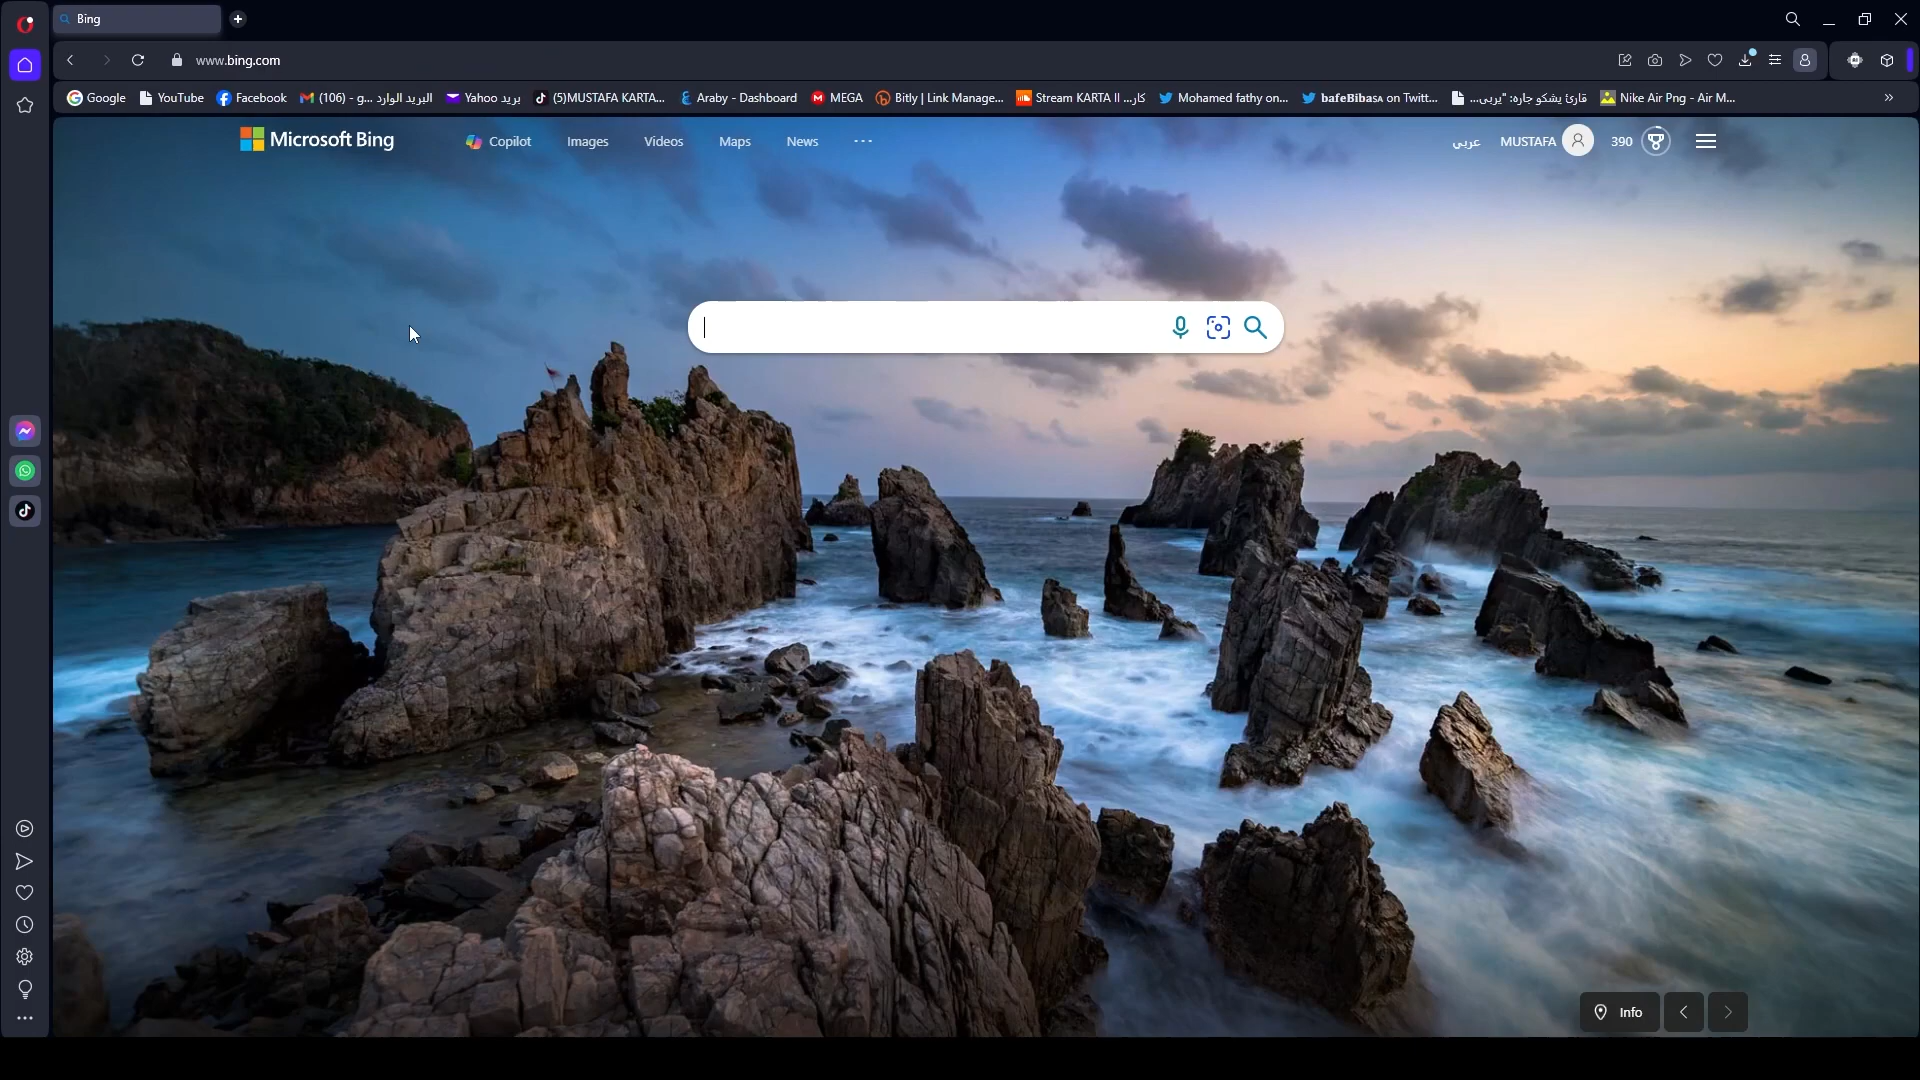 Bing
www.bing.com
Google YouTube Facebook (106) - g... البريد الوارد Yahoo بريد (5)MUSTAFA KARTA... Araby - Dashboard MEGA Bitly | Link Manage... Stream KARTA II ...كار Mohamed fathy on... bafeBibaSA on Twitt... قارئ يشكو جاره: "يربى... Nike Air Png - Air M... »
Microsoft Bing Copilot Images Videos Maps News عربي MUSTAFA 390
Info